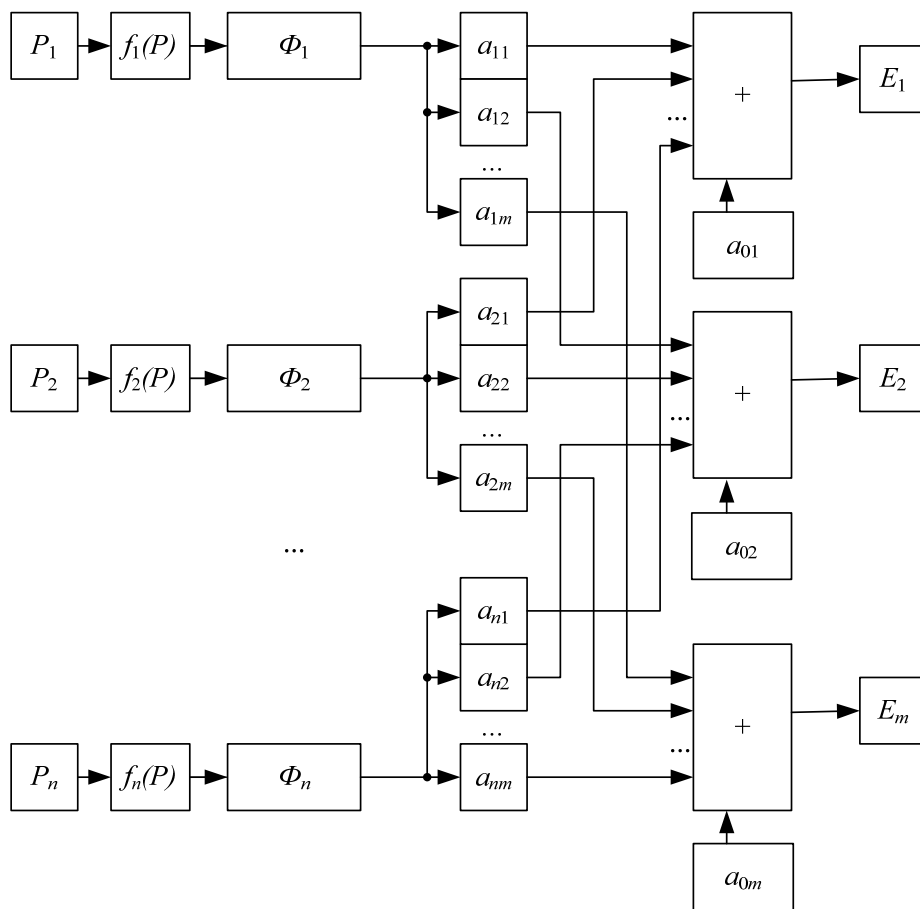 P₁ f₁(P) Φ₁ a₁₁ + E₁
a₁₂
...
...
a₁ₘ
a₀₁
a₂₁
P₂ f₂(P) Φ₂ a₂₂ + E₂
...
...
a₂ₘ
a₀₂
...
aₙ₁
aₙ₂ + Eₘ
...
...
Pₙ fₙ(P) Φₙ aₙₘ
a₀ₘ